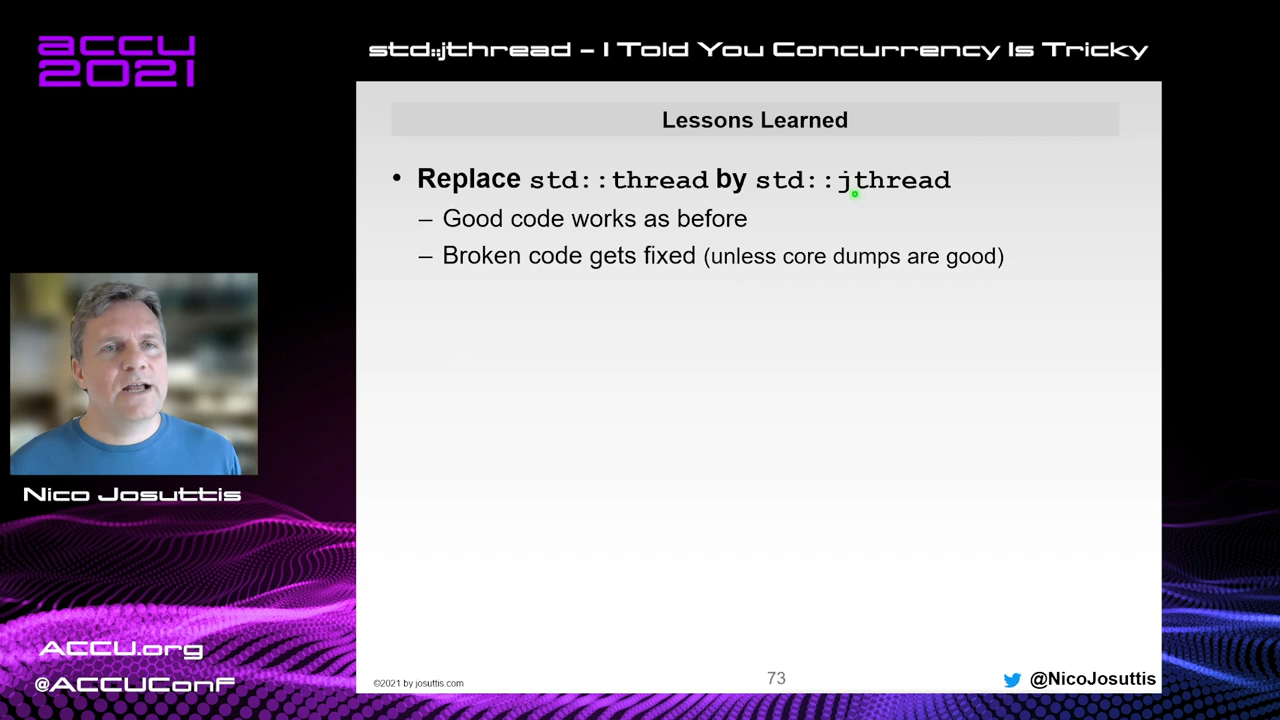 accu
2021
std::jthread – I Told You Concurrency Is Tricky
Lessons Learned
• Replace std::thread by std::jthread
– Good code works as before
– Broken code gets fixed (unless core dumps are good)
Nico Josuttis
ACCU.org
@ACCUConf
©2021 by josuttis.com
73
@NicoJosuttis